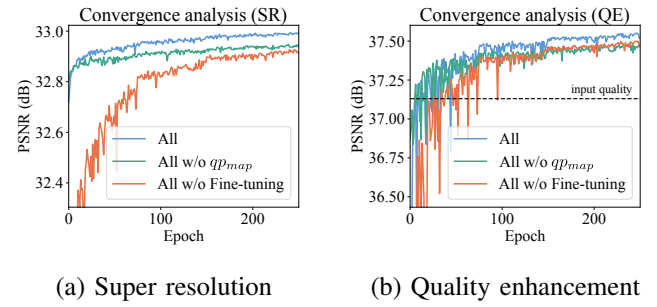 Convergence analysis (SR)
33.0
32.8
32.6
32.4
PSNR (dB)
All
All w/o qp_map
All w/o Fine-tuning
0
100
200
Epoch
(a) Super resolution
Convergence analysis (QE)
37.50
37.25
37.00
36.75
36.50
PSNR (dB)
input quality
All
All w/o qp_map
All w/o Fine-tuning
0
100
200
Epoch
(b) Quality enhancement